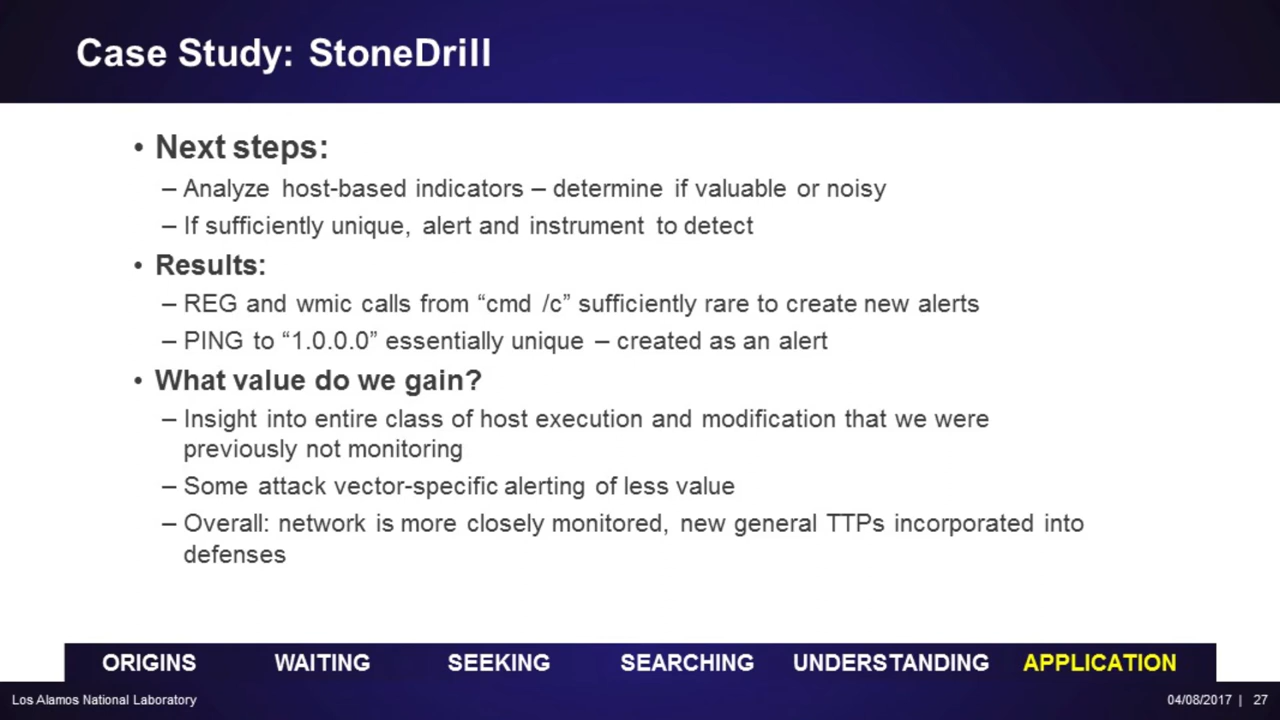 Case Study: StoneDrill
• Next steps:
– Analyze host-based indicators – determine if valuable or noisy
– If sufficiently unique, alert and instrument to detect
• Results:
– REG and wmic calls from “cmd /c” sufficiently rare to create new alerts
– PING to “1.0.0.0” essentially unique – created as an alert
• What value do we gain?
– Insight into entire class of host execution and modification that we were
previously not monitoring
– Some attack vector-specific alerting of less value
– Overall: network is more closely monitored, new general TTPs incorporated into
defenses
ORIGINS WAITING SEEKING SEARCHING UNDERSTANDING APPLICATION
Los Alamos National Laboratory 04/08/2017 | 27